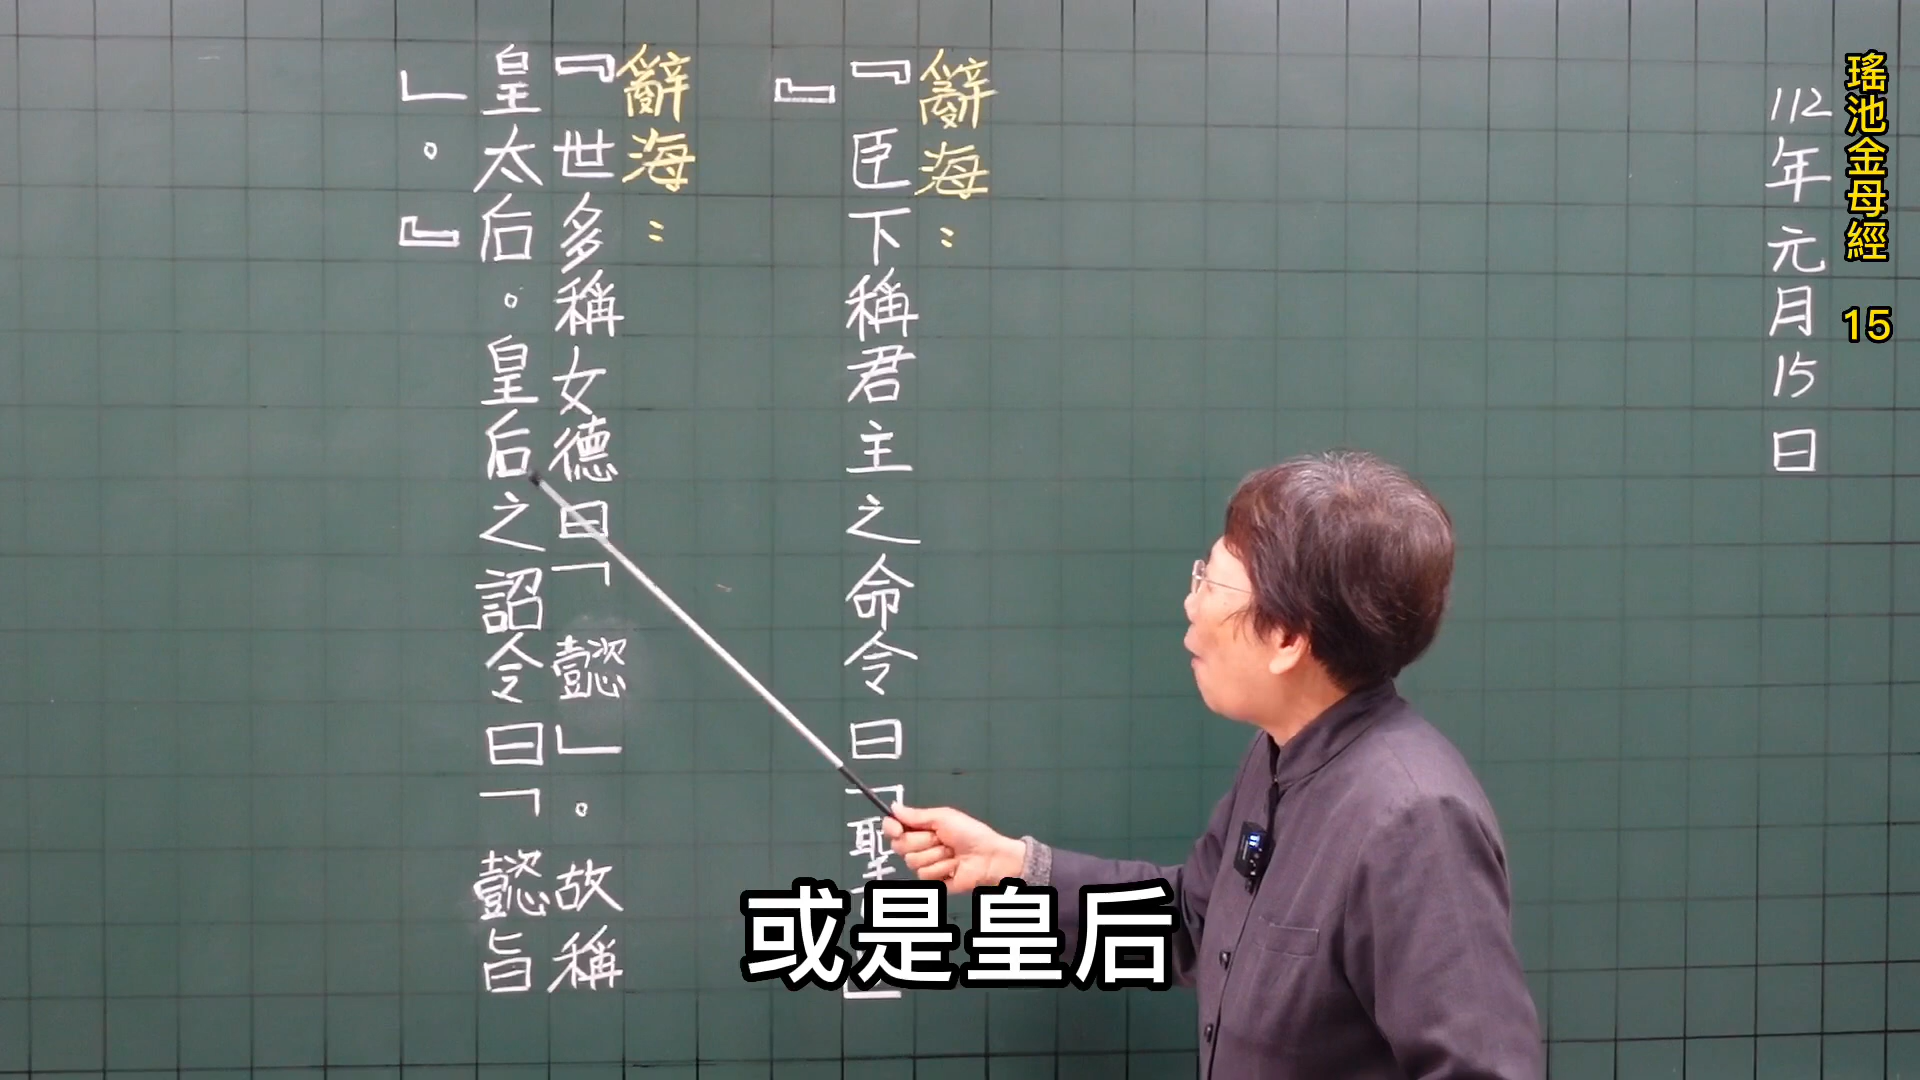 瑤池金母經 15
112年元月15日
辭海：
『臣下稱君主之命令曰「聖
』
辭海：
『世多稱女德曰「懿」。故稱
皇太后。皇后之詔令曰「懿旨
」。』
或是皇后